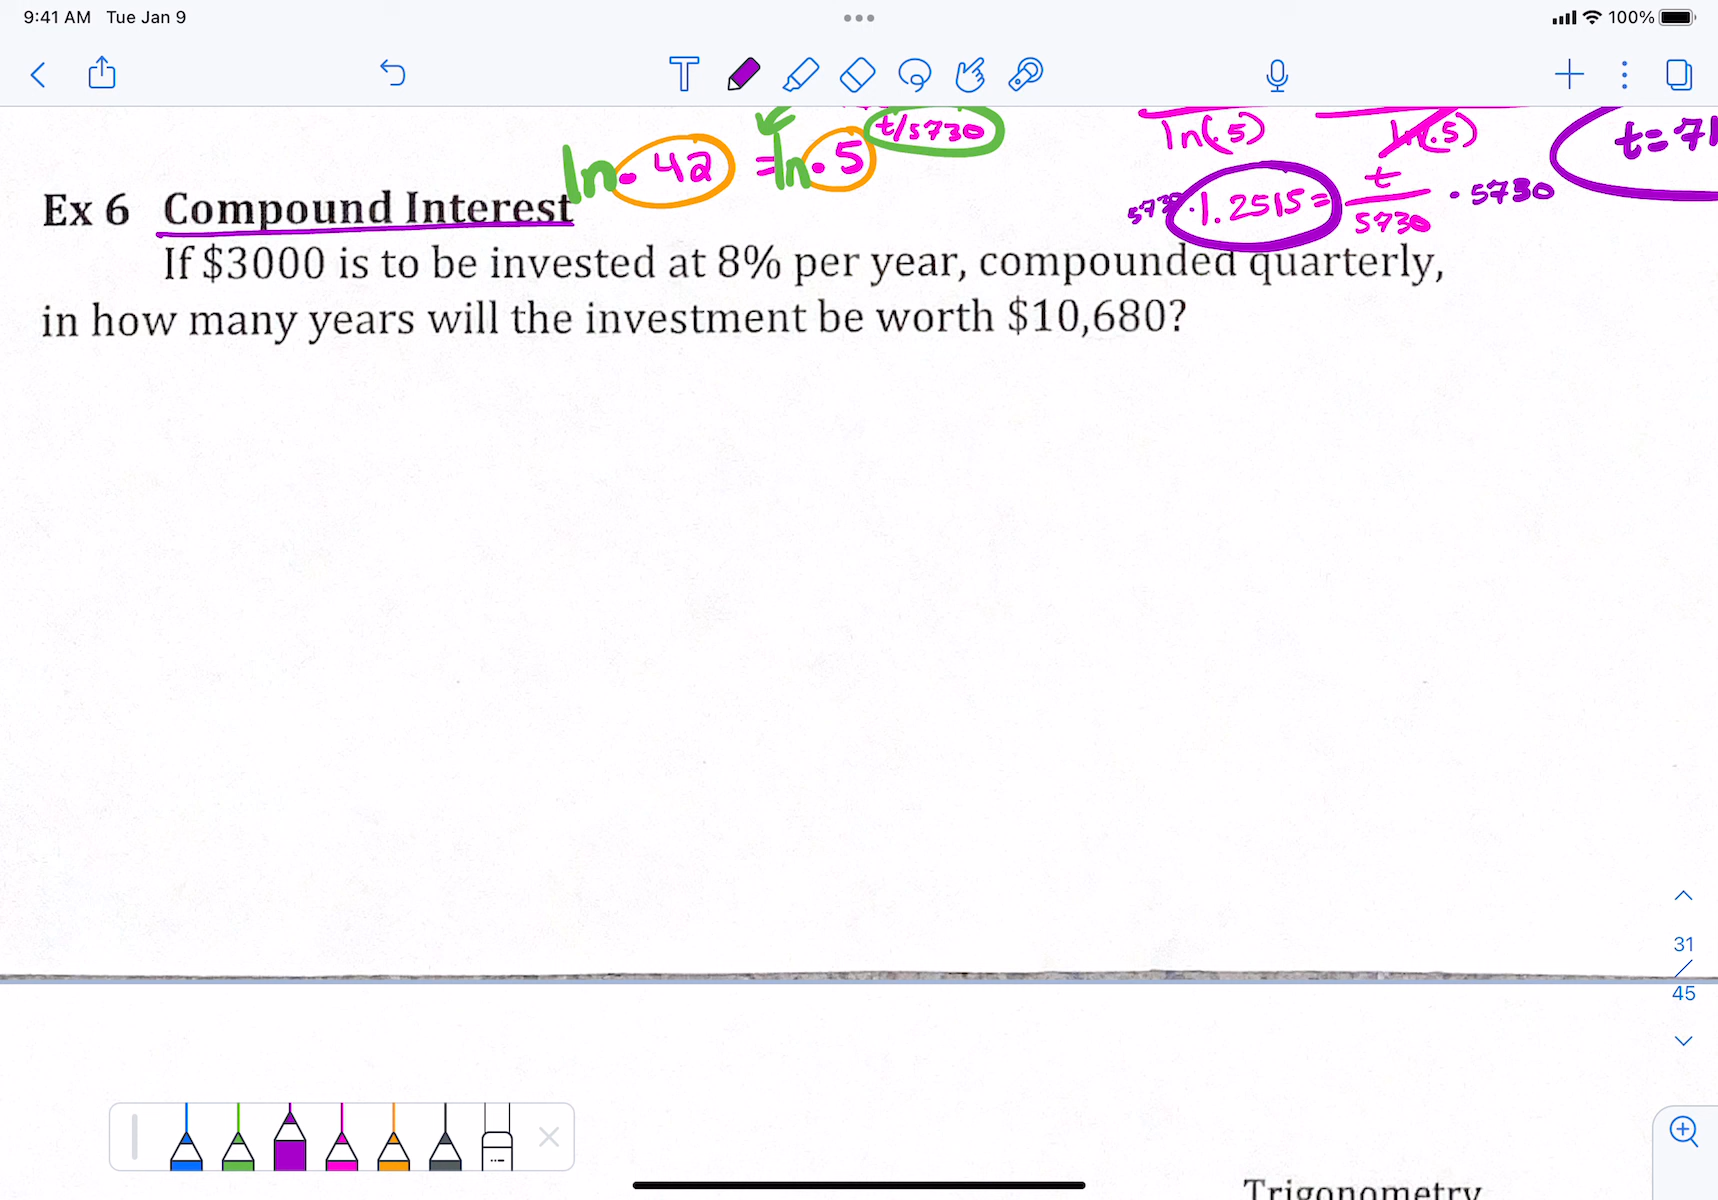 9:41 AM Tue Jan 9
100%
ln .42 = ln .5 t/5730
ln(.5) ln(.5)
t=71
5730 · 1.2515 = t/5730 · 5730
Ex 6 Compound Interest
If $3000 is to be invested at 8% per year, compounded quarterly,
in how many years will the investment be worth $10,680?
31
45
Trigonometry